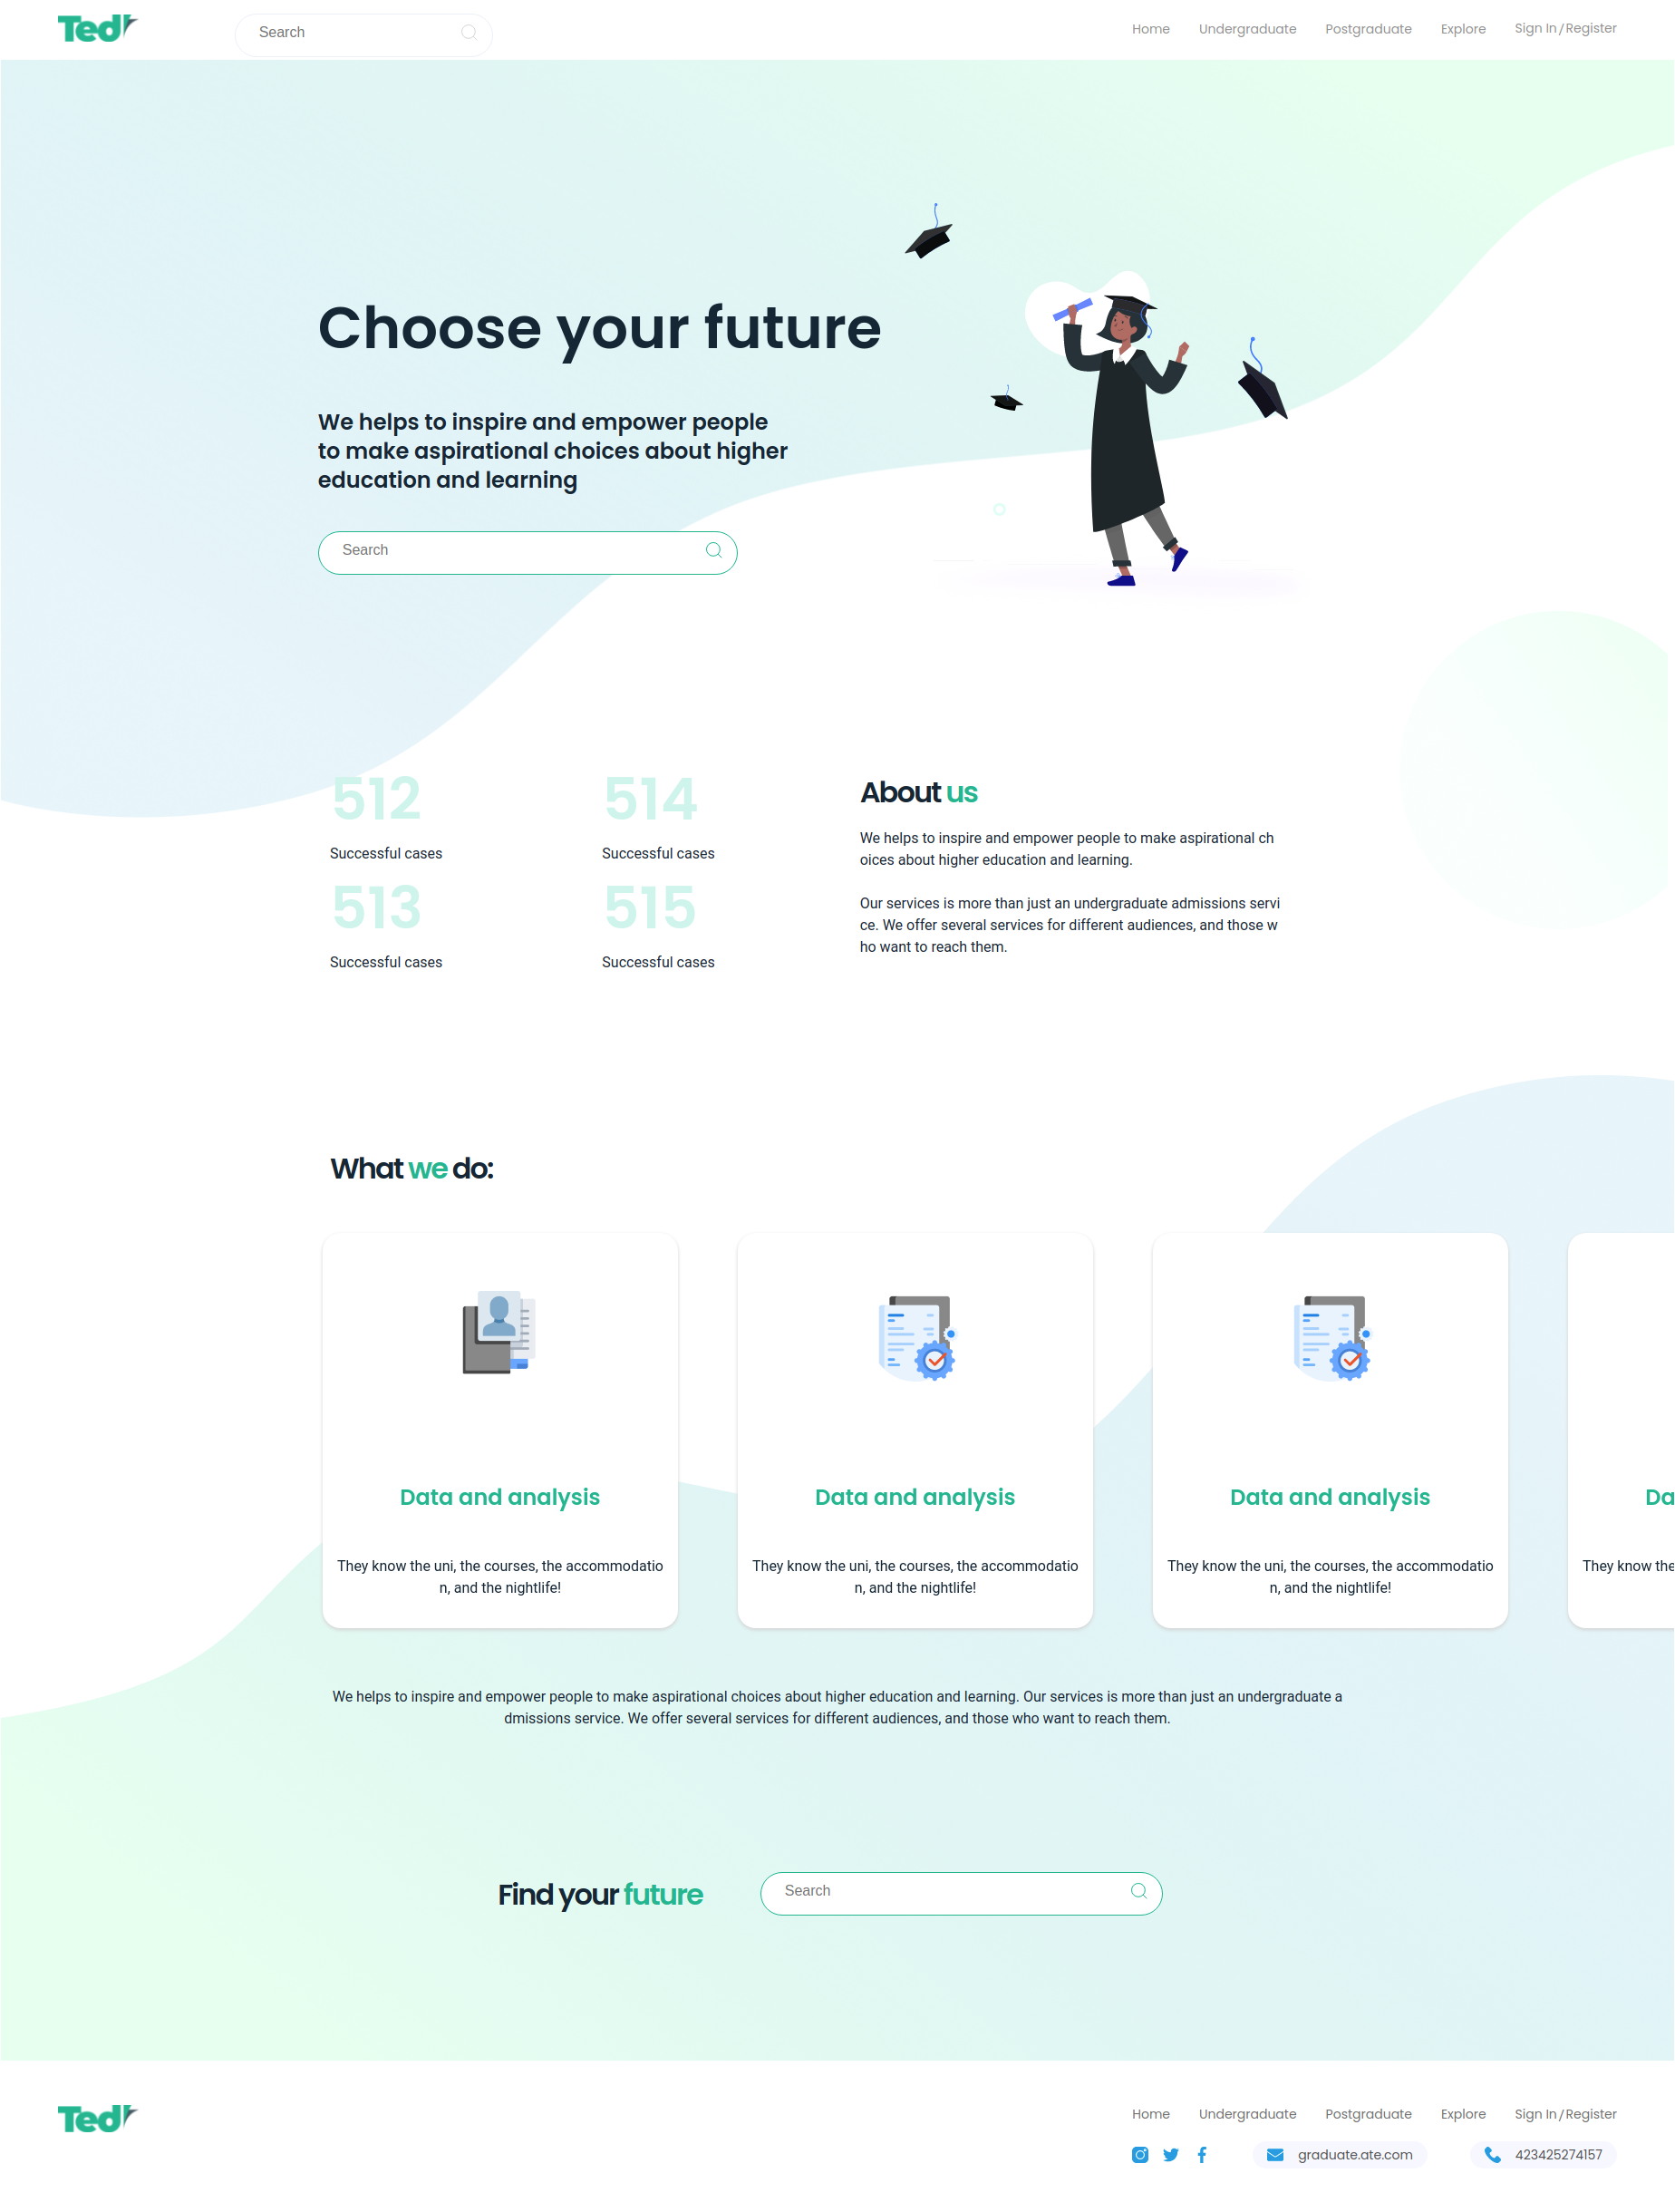 Ted
Search
Home Undergraduate Postgraduate Explore Sign In / Register
Choose your future
We helps to inspire and empower people
to make aspirational choices about higher
education and learning
Search
512
Successful cases
514
Successful cases
513
Successful cases
515
Successful cases
About us
We helps to inspire and empower people to make aspirational ch
oices about higher education and learning.
Our services is more than just an undergraduate admissions servi
ce. We offer several services for different audiences, and those w
ho want to reach them.
What we do:
Data and analysis
They know the uni, the courses, the accommodatio
n, and the nightlife!
Data and analysis
They know the uni, the courses, the accommodatio
n, and the nightlife!
Data and analysis
They know the uni, the courses, the accommodatio
n, and the nightlife!
Da
They know the
We helps to inspire and empower people to make aspirational choices about higher education and learning. Our services is more than just an undergraduate a
dmissions service. We offer several services for different audiences, and those who want to reach them.
Find your future
Search
Ted
Home Undergraduate Postgraduate Explore Sign In / Register
graduate.ate.com
423425274157